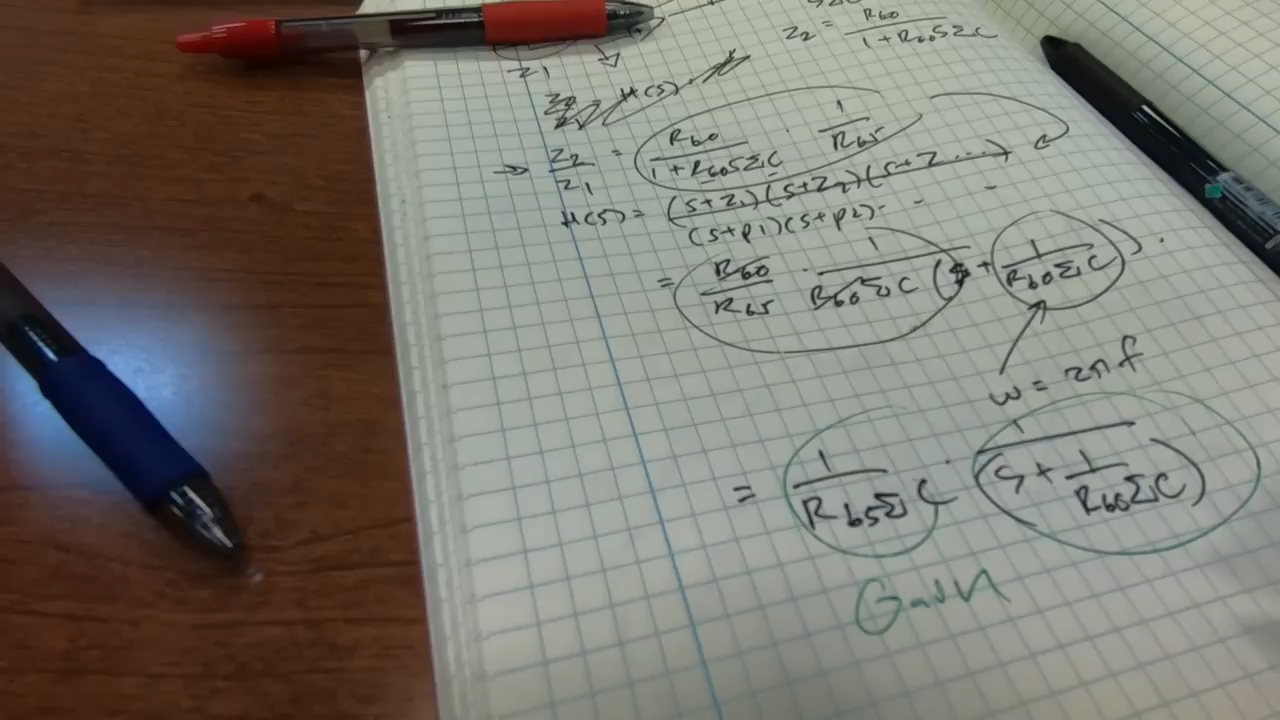 Z2 = R60 / 1+R60SΣC
Z1
H(S)
→ Z2/Z1 = R60 / 1+R60SΣC · 1/R65
H(S) = (S+Z1)(S+Z2)(S+Z...) / (S+P1)(S+P2)...
= R60/R65 · 1 / R60ΣC (S + 1/R60ΣC)
ω = 2πf
= 1/R65ΣC · 1/(S + 1/R60ΣC)
Gain